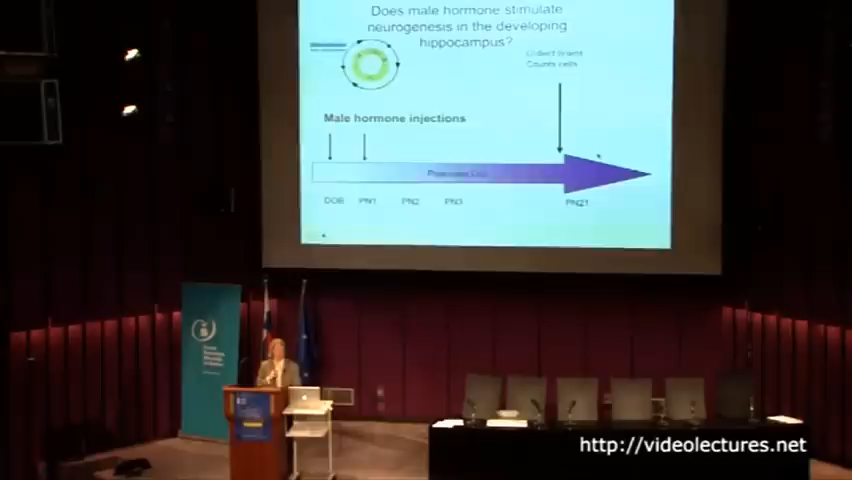 Does male hormone stimulate
neurogenesis in the developing
hippocampus?
Collect brains
Counts cells
Male hormone injections
DOB PN1 PN2 PN3 PN21
http://videolectures.net